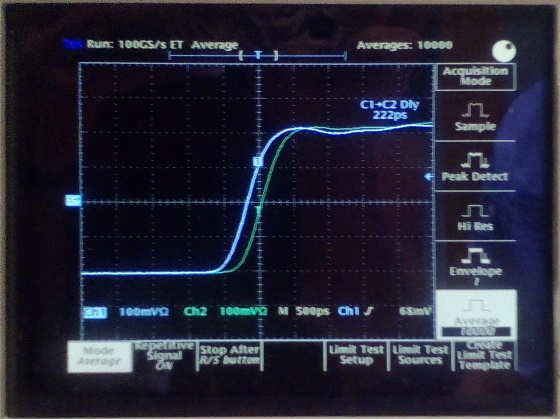 Tek Run: 100GS/s ET Average
Averages: 10000
[ T ]
Acquisition
Mode
C1→C2 Dly
222ps
Sample
Peak Detect
Hi Res
Envelope
Average
10000
Ch1 100mVΩ Ch2 100mVΩ M 500ps Ch1 68mV
Mode
Average
Repetitive
Signal
ON
Stop After
R/S button
Limit Test
Setup
Limit Test
Sources
Create
Limit Test
Template